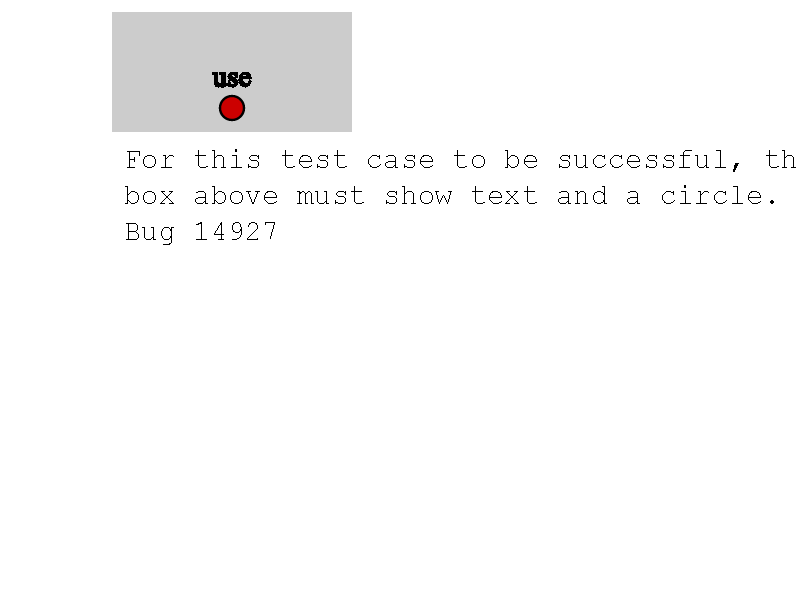 use
For this test case to be successful, th
box above must show text and a circle.
Bug 14927